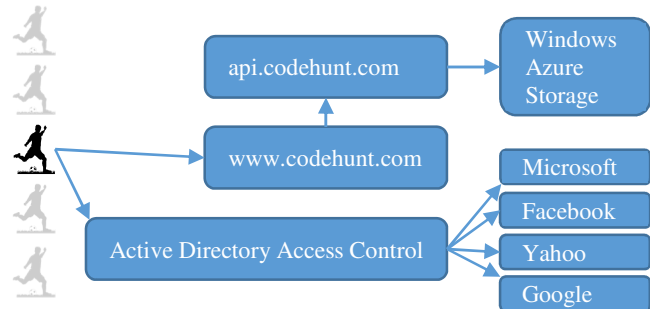 api.codehunt.com
Windows
Azure
Storage
www.codehunt.com
Microsoft
Facebook
Active Directory Access Control
Yahoo
Google